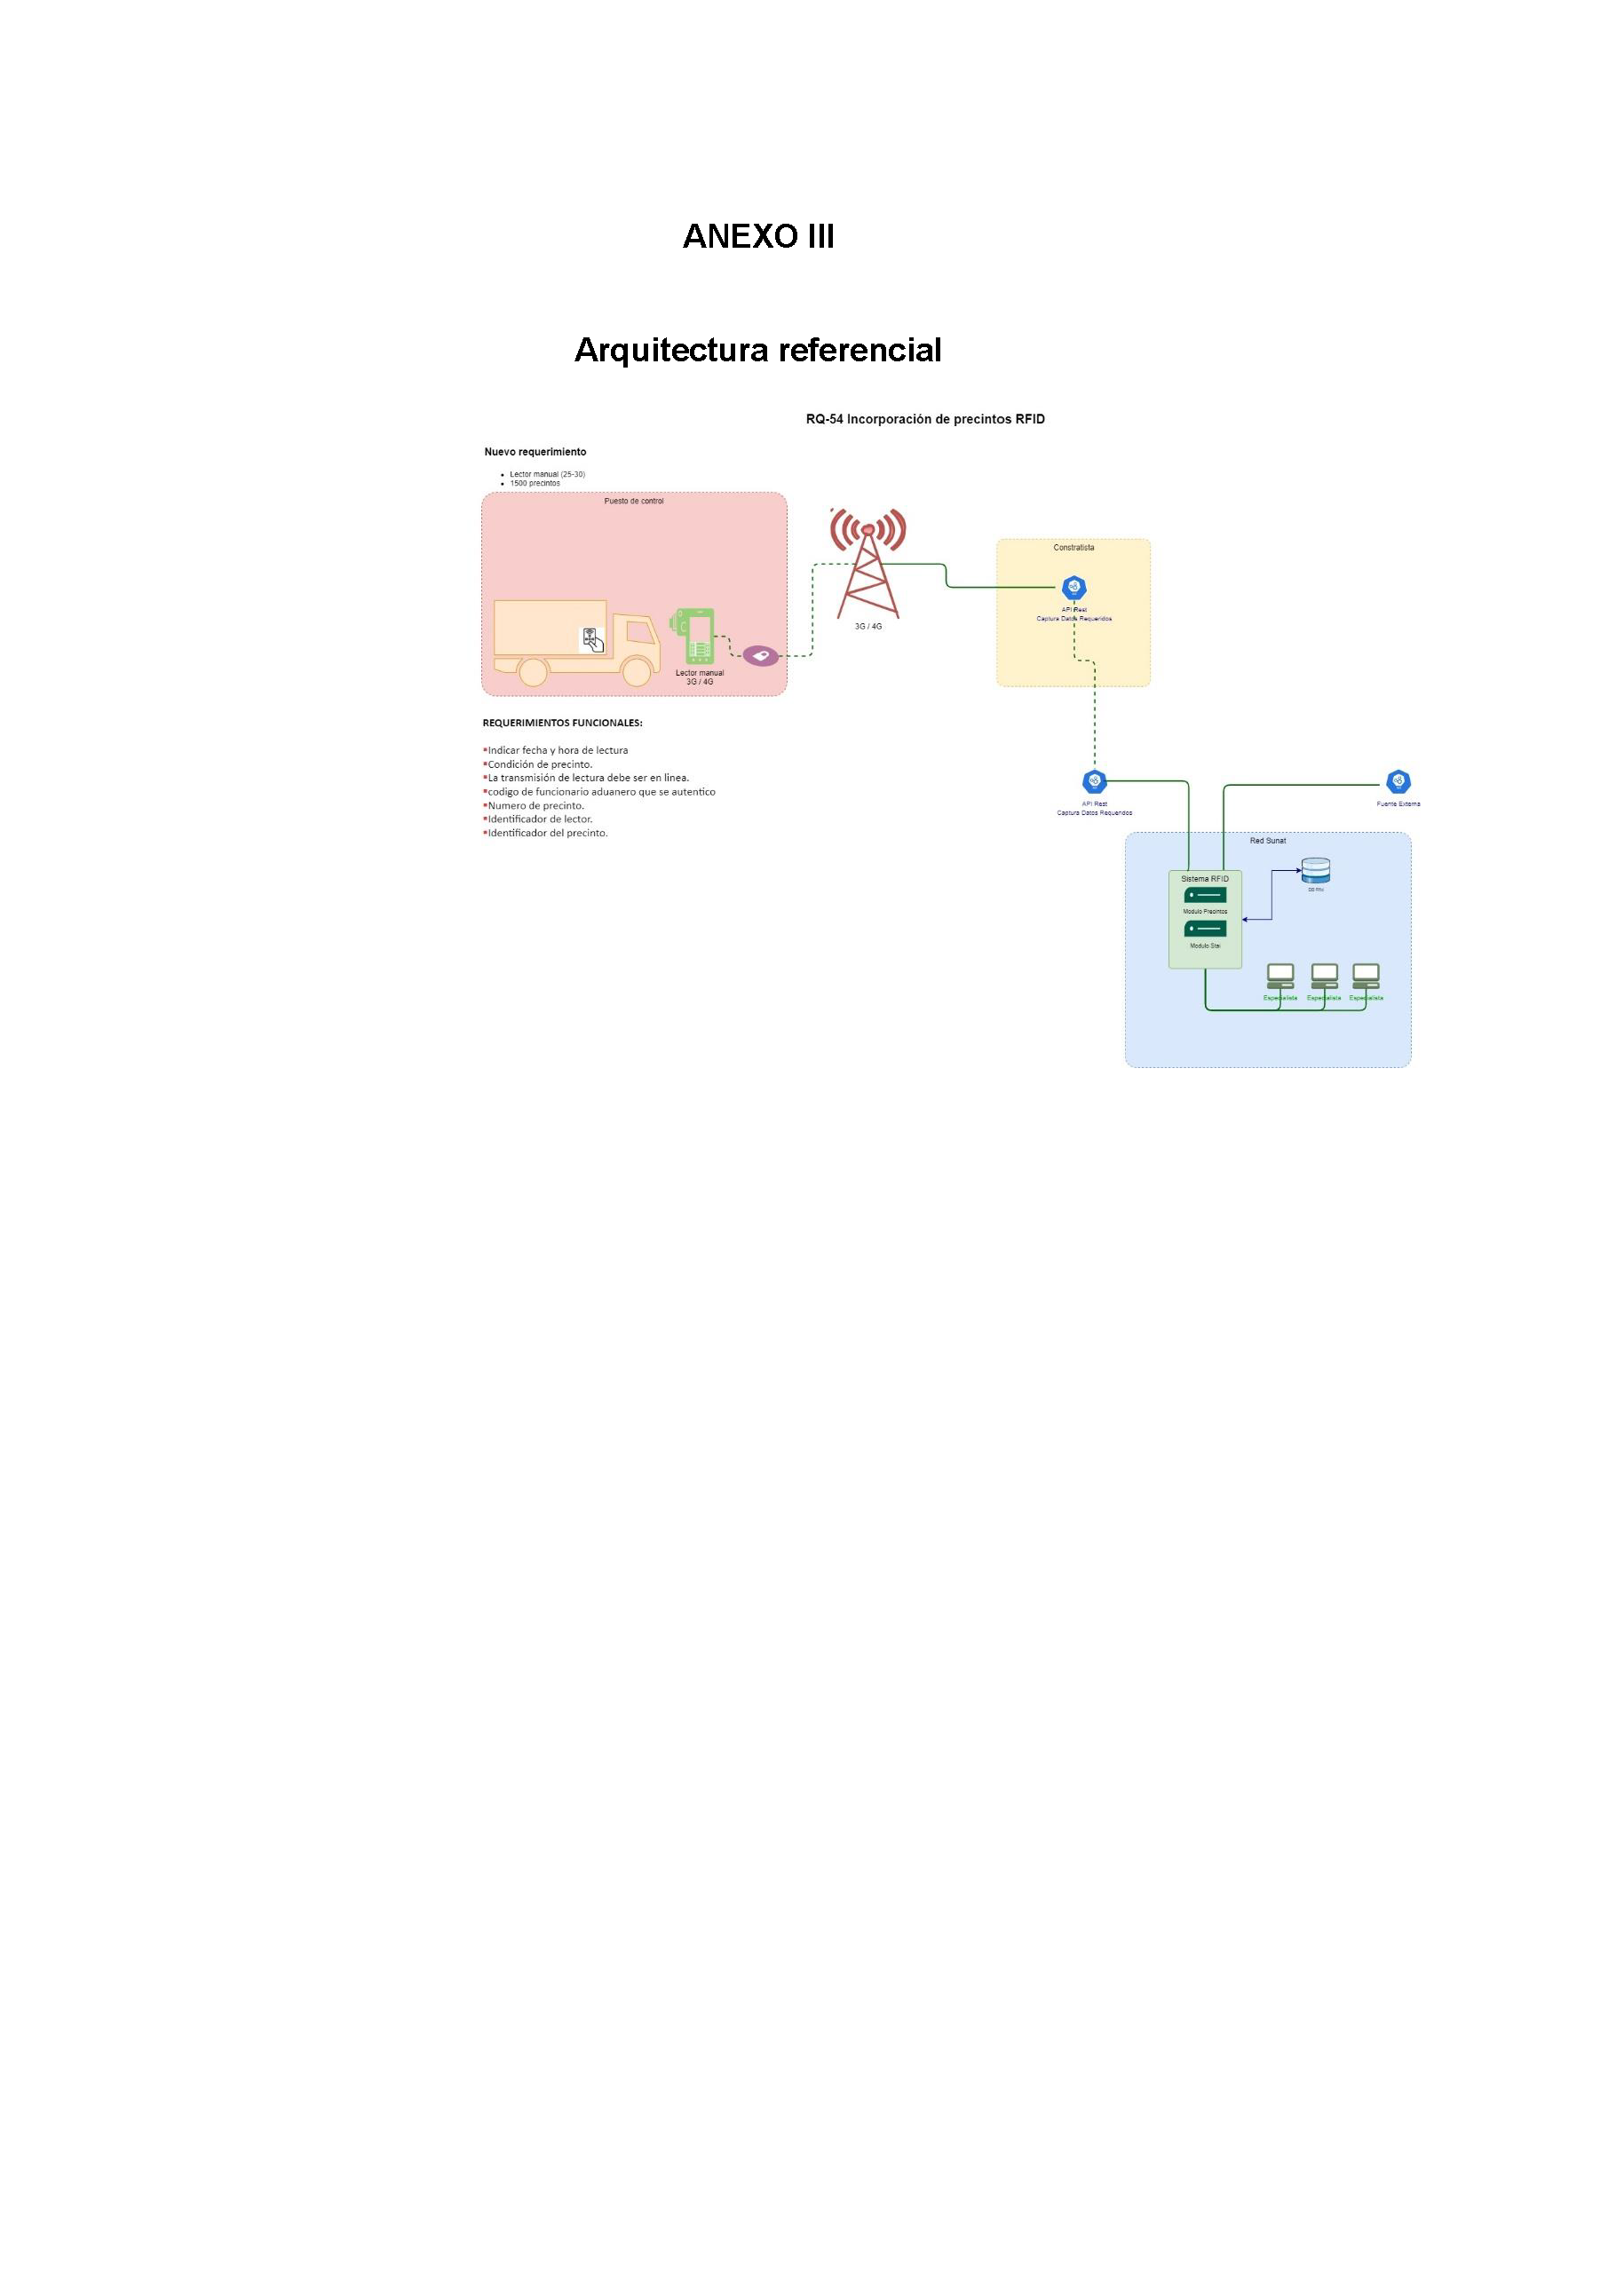 ANEXO III
Arquitectura referencial
RQ-54 Incorporación de precintos RFID
Nuevo requerimiento
• Lector manual (25-30)
• 1500 precintos
Puesto de control
Lector manual
3G / 4G
3G / 4G
Constratista
API Rest
Captura Datos Requeridos
REQUERIMIENTOS FUNCIONALES:
▪Indicar fecha y hora de lectura
▪Condición de precinto.
▪La transmisión de lectura debe ser en linea.
▪codigo de funcionario aduanero que se autentico
▪Numero de precinto.
▪Identificador de lector.
▪Identificador del precinto.
API Rest
Captura Datos Requeridos
Fuente Externa
Red Sunat
Sistema RFID
Modulo Precintos
Modulo
Especialista
Especialista
Especialista